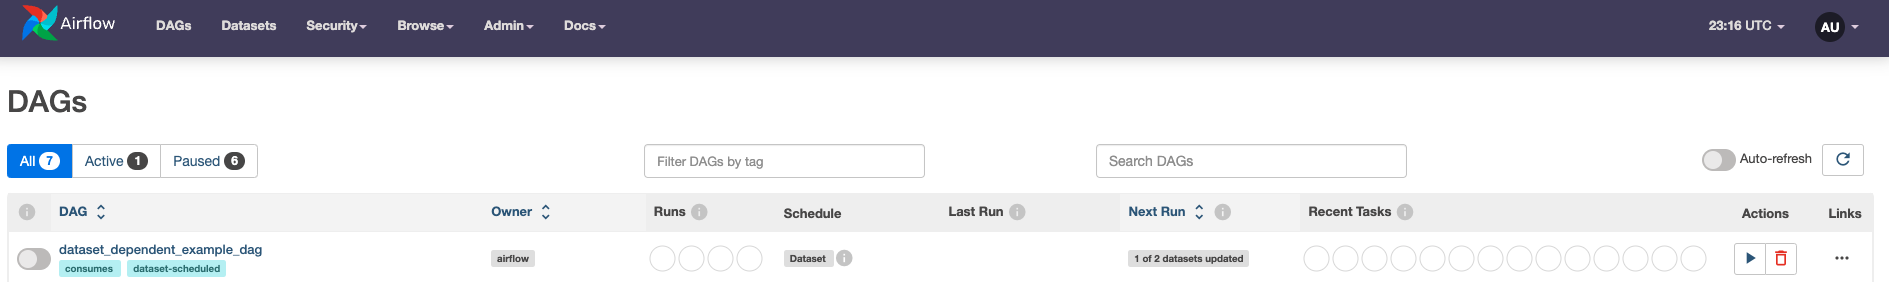 Airflow DAGs Datasets Security Browse Admin Docs 23:16 UTC AU
DAGs
All 7 Active 1 Paused 6 Filter DAGs by tag Search DAGs Auto-refresh
DAG Owner Runs Schedule Last Run Next Run Recent Tasks Actions Links
dataset_dependent_example_dag
airflow Dataset 1 of 2 datasets updated
consumes dataset-scheduled